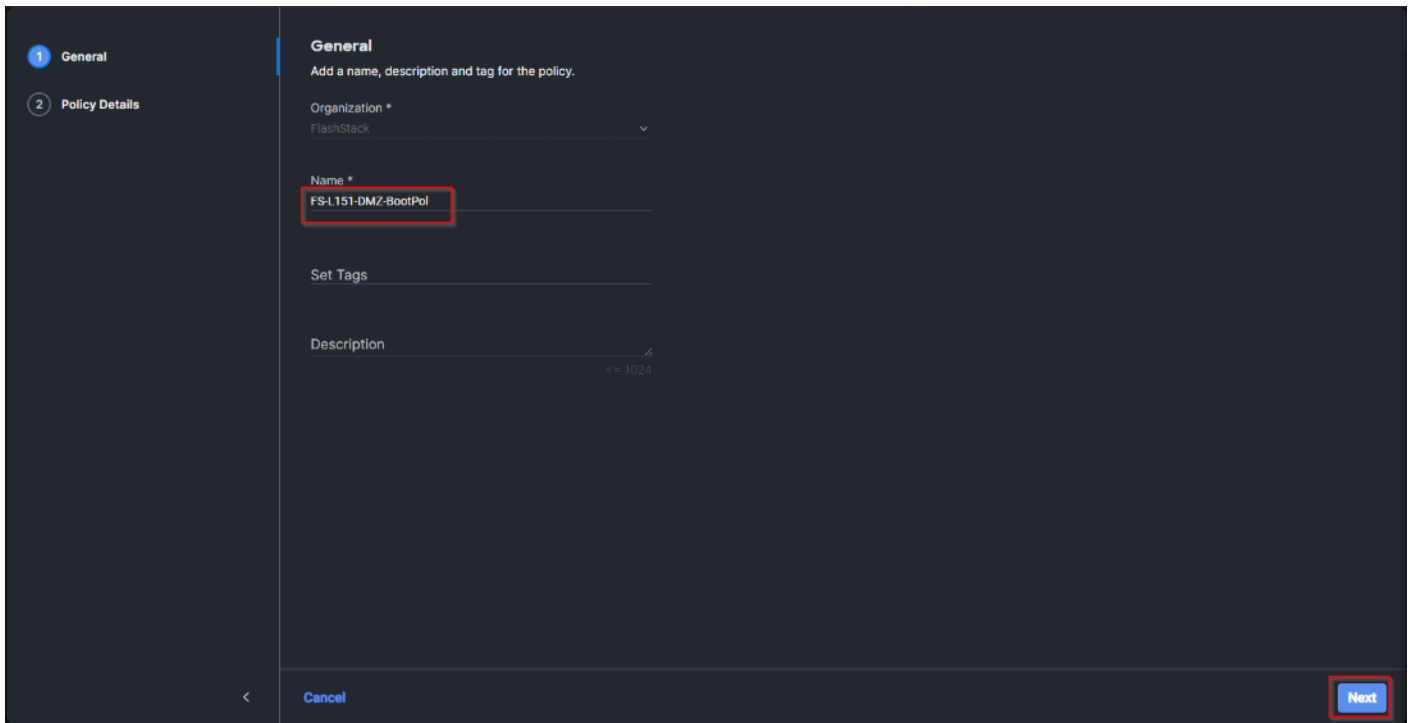 1 General
2 Policy Details
General
Add a name, description and tag for the policy.
Organization *
FlashStack
Name *
FS-L151-DMZ-BootPol
Set Tags
Description
<= 1024
Cancel
Next